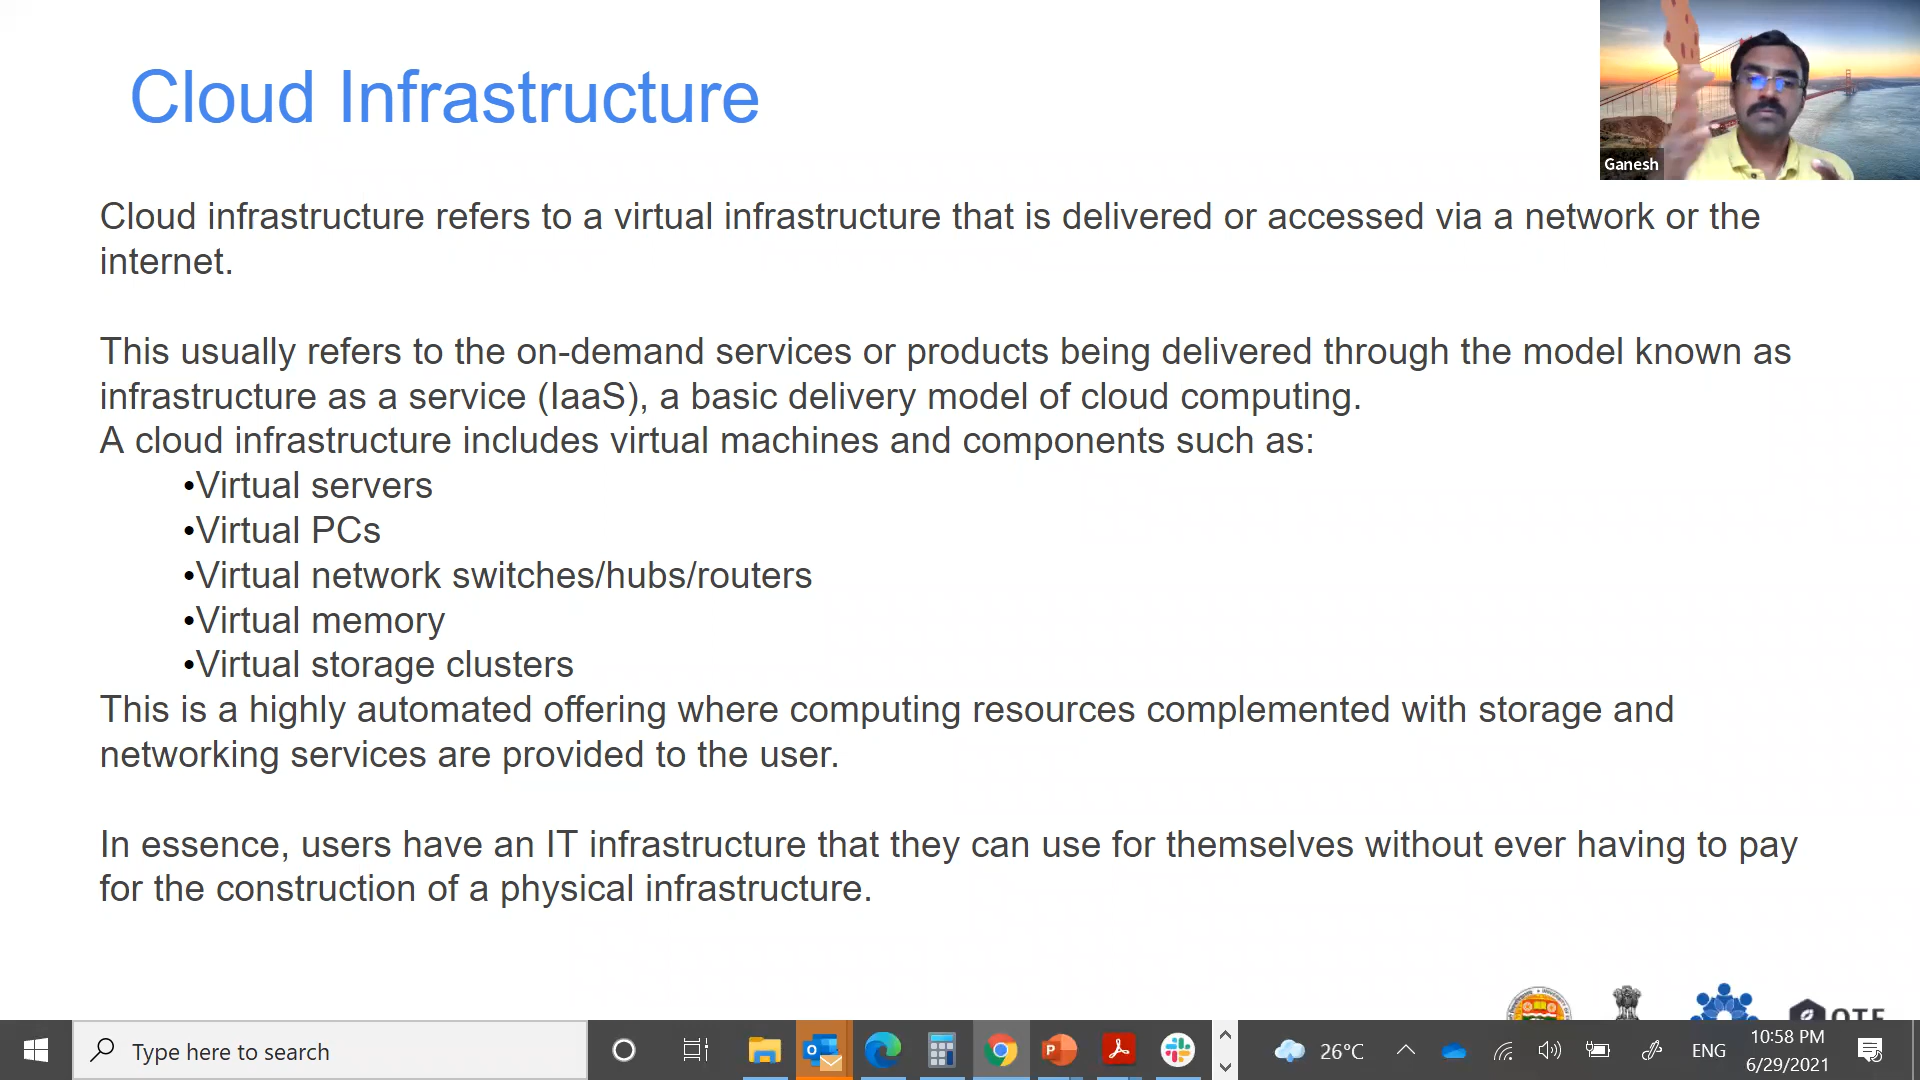 Cloud Infrastructure
Ganesh
Cloud infrastructure refers to a virtual infrastructure that is delivered or accessed via a network or the
internet.
This usually refers to the on-demand services or products being delivered through the model known as
infrastructure as a service (IaaS), a basic delivery model of cloud computing.
A cloud infrastructure includes virtual machines and components such as:
•Virtual servers
•Virtual PCs
•Virtual network switches/hubs/routers
•Virtual memory
•Virtual storage clusters
This is a highly automated offering where computing resources complemented with storage and
networking services are provided to the user.
In essence, users have an IT infrastructure that they can use for themselves without ever having to pay
for the construction of a physical infrastructure.
Type here to search
26°C
ENG
10:58 PM
6/29/2021